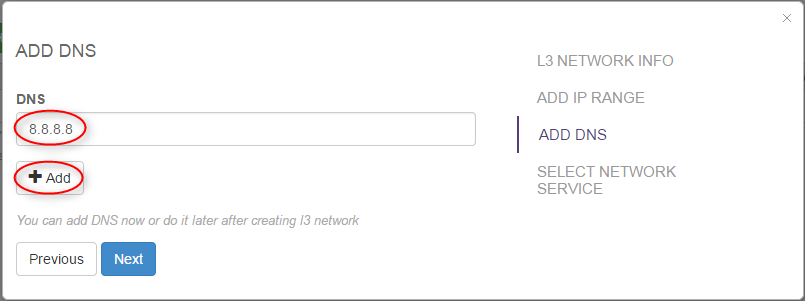 ADD DNS
DNS
8.8.8.8
Add
You can add DNS now or do it later after creating l3 network
Previous Next
L3 NETWORK INFO
ADD IP RANGE
ADD DNS
SELECT NETWORK
SERVICE